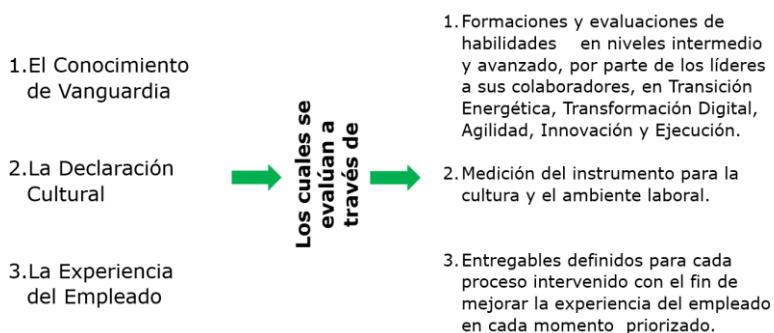 1.El Conocimiento
de Vanguardia
2.La Declaración
Cultural
3.La Experiencia
del Empleado
Los cuales se
evalúan a
través de
1. Formaciones y evaluaciones de
habilidades en niveles intermedio
y avanzado, por parte de los líderes
a sus colaboradores, en Transición
Energética, Transformación Digital,
Agilidad, Innovación y Ejecución.
2. Medición del instrumento para la
cultura y el ambiente laboral.
3. Entregables definidos para cada
proceso intervenido con el fin de
mejorar la experiencia del empleado
en cada momento priorizado.